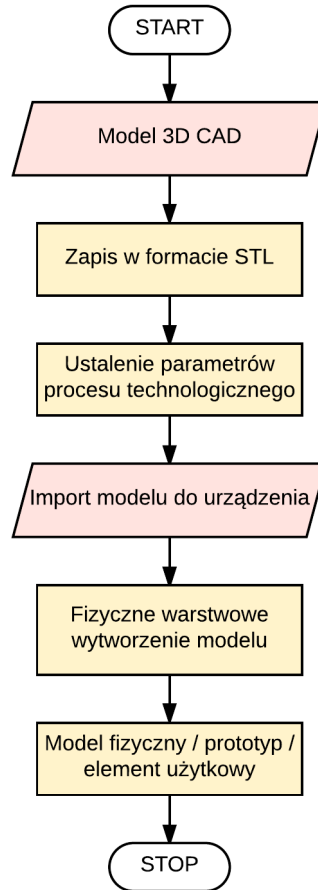 START
Model 3D CAD
Zapis w formacie STL
Ustalenie parametrów
procesu technologicznego
Import modelu do urządzenia
Fizyczne warstwowe
wytworzenie modelu
Model fizyczny / prototyp /
element użytkowy
STOP